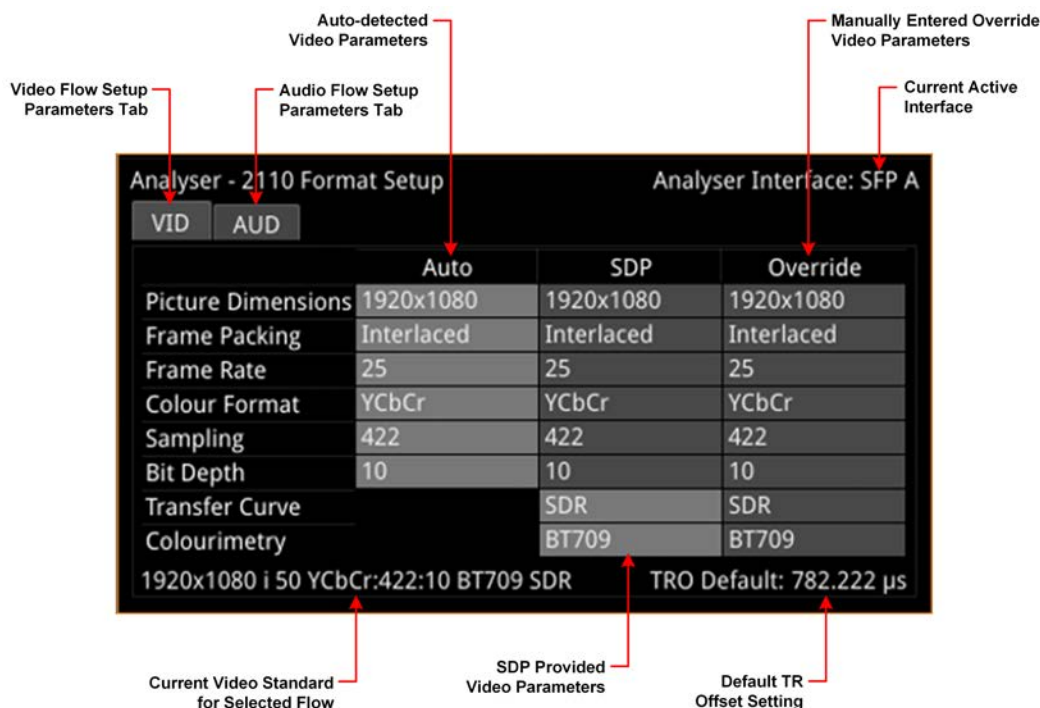 Auto-detected
Video Parameters
Manually Entered Override
Video Parameters
Video Flow Setup
Parameters Tab
Audio Flow Setup
Parameters Tab
Current Active
Interface
Analyser - 2110 Format Setup
Analyser Interface: SFP A
VID AUD
Auto SDP Override
Picture Dimensions 1920x1080 1920x1080 1920x1080
Frame Packing Interlaced Interlaced Interlaced
Frame Rate 25 25 25
Colour Format YCbCr YCbCr YCbCr
Sampling 422 422 422
Bit Depth 10 10 10
Transfer Curve SDR SDR
Colourimetry BT709 BT709
1920x1080 i 50 YCbCr:422:10 BT709 SDR TRO Default: 782.222 µs
Current Video Standard
for Selected Flow
SDP Provided
Video Parameters
Default TR
Offset Setting